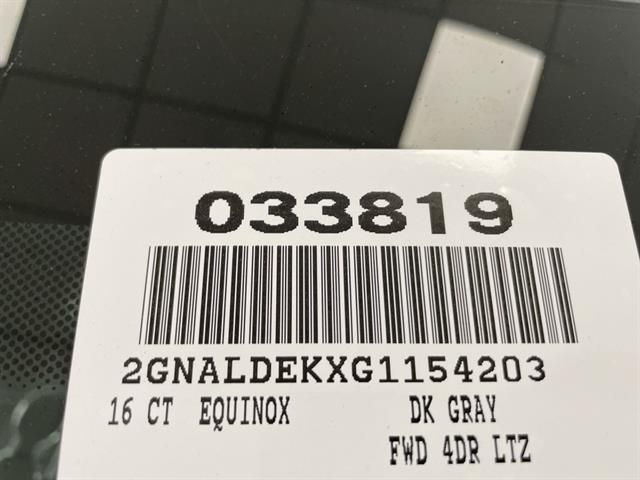 033819
2GNALDEKXG1154203
16 CT EQUINOX DK GRAY
FWD 4DR LTZ